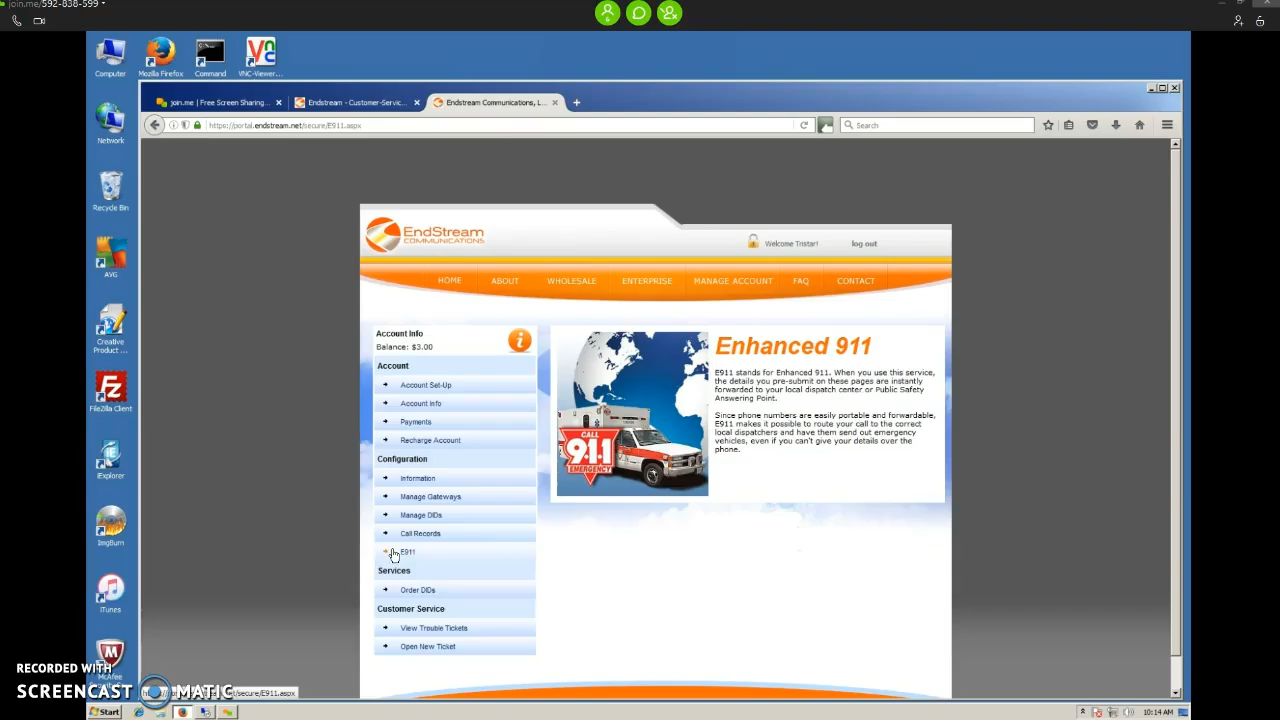 join.me/592-838-599
Computer
Mozilla Firefox
Command
VNC-Viewer...
join.me | Free Screen Sharing...
Endstream - Customer-Servic...
Endstream Communications, L...
https://portal.endstream.net/secure/E911.aspx
Search
Network
Recycle Bin
AVG
Creative
Product ...
FileZilla Client
iExplorer
ImgBurn
iTunes
McAfee
EndStream
COMMUNICATIONS
Welcome Tristar!
log out
HOME
ABOUT
WHOLESALE
ENTERPRISE
MANAGE ACCOUNT
FAQ
CONTACT
Account Info
Balance: $3.00
Account
Account Set-Up
Account Info
Payments
Recharge Account
Configuration
Information
Manage Gateways
Manage DIDs
Call Records
E911
Services
Order DIDs
Customer Service
View Trouble Tickets
Open New Ticket
CALL
911
EMERGENCY
Enhanced 911
E911 stands for Enhanced 911. When you use this service,
the details you pre-submit on these pages are instantly
forwarded to your local dispatch center or Public Safety
Answering Point.
Since phone numbers are easily portable and forwardable,
E911 makes it possible to route your call to the correct
local dispatchers and have them send out emergency
vehicles, even if you can't give your details over the
phone.
RECORDED WITH
SCREENCAST MATIC
net/secure/E911.aspx
Start
10:14 AM